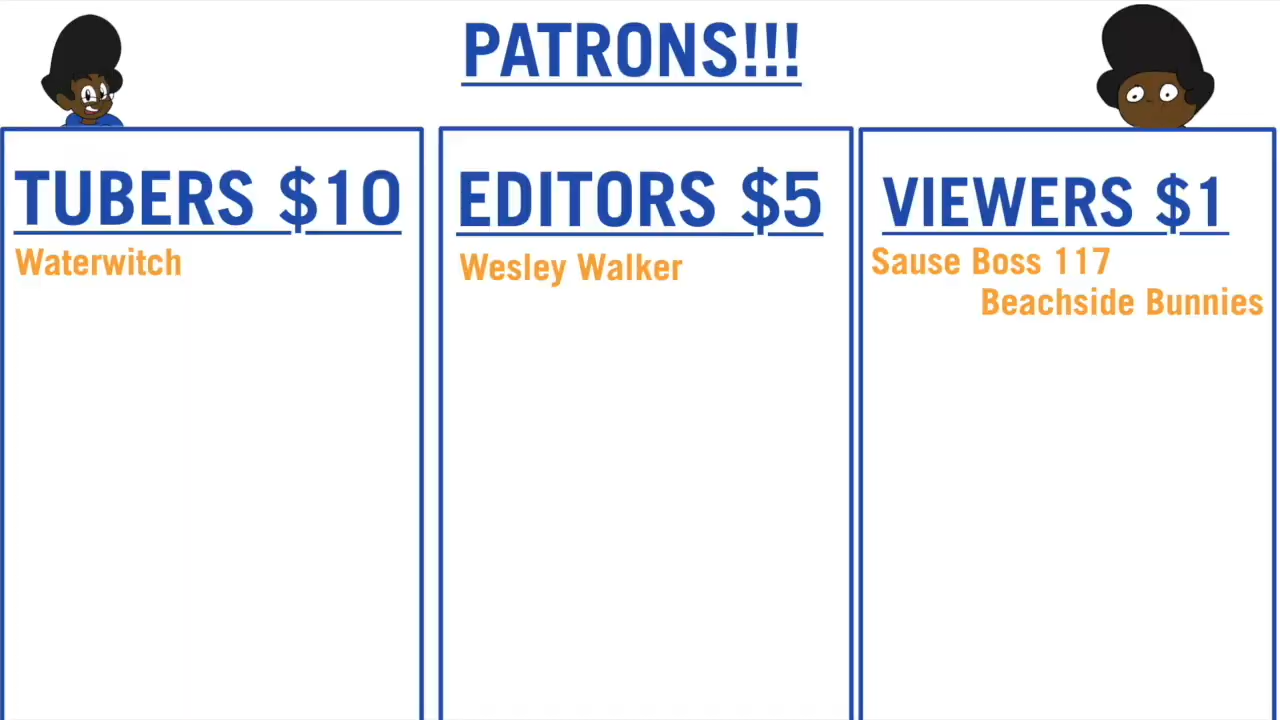 PATRONS!!!
TUBERS $10
Waterwitch
EDITORS $5
Wesley Walker
VIEWERS $1
Sause Boss 117
Beachside Bunnies